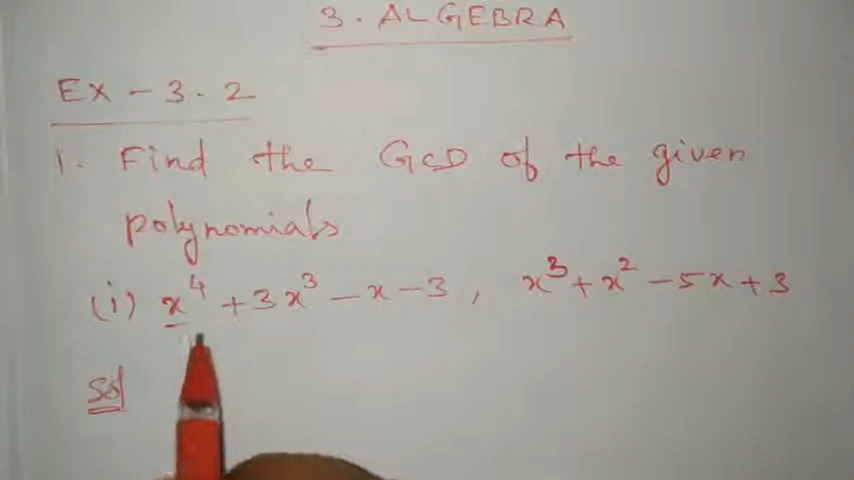 3. ALGEBRA
EX - 3.2
1. Find the GCD of the given
polynomials
(i) x⁴ + 3x³ - x - 3, x³ + x² - 5x + 3
Sol